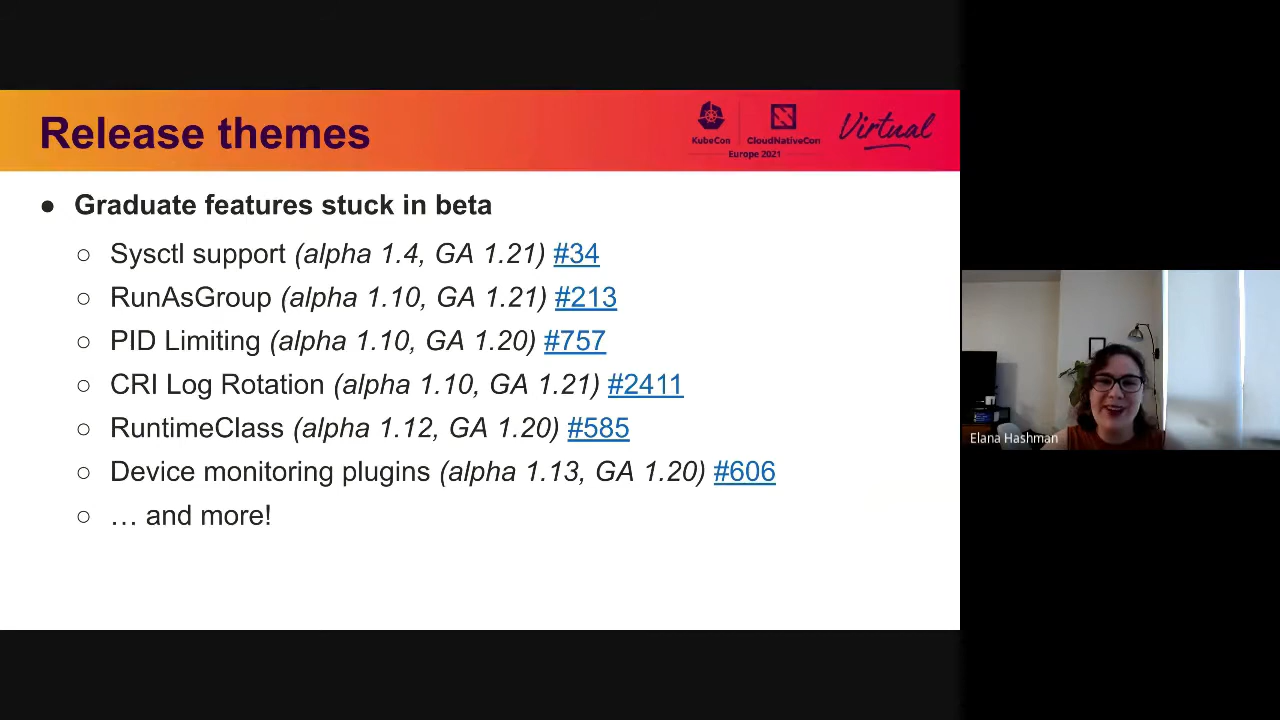 Release themes
KubeCon
CloudNativeCon
Europe 2021
Virtual
● Graduate features stuck in beta
○ Sysctl support (alpha 1.4, GA 1.21) #34
○ RunAsGroup (alpha 1.10, GA 1.21) #213
○ PID Limiting (alpha 1.10, GA 1.20) #757
○ CRI Log Rotation (alpha 1.10, GA 1.21) #2411
○ RuntimeClass (alpha 1.12, GA 1.20) #585
○ Device monitoring plugins (alpha 1.13, GA 1.20) #606
○ … and more!
Elana Hashman